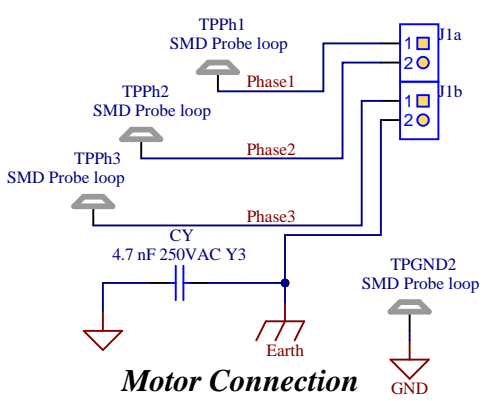 TPPh1
SMD Probe loop
J1a
1
2
Phase1
TPPh2
SMD Probe loop
J1b
1
2
Phase2
TPPh3
SMD Probe loop
Phase3
CY
4.7 nF 250VAC Y3
TPGND2
SMD Probe loop
Earth
GND
Motor Connection